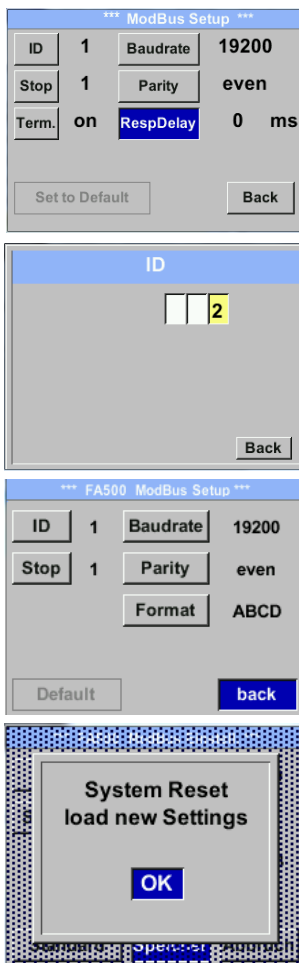 *** ModBus Setup ***
ID 1 Baudrate 19200
Stop 1 Parity even
Term. on RespDelay 0 ms
Set to Default Back
ID
2
Back
*** FA500 ModBus Setup ***
ID 1 Baudrate 19200
Stop 1 Parity even
Format ABCD
Default back
System Reset
load new Settings
OK